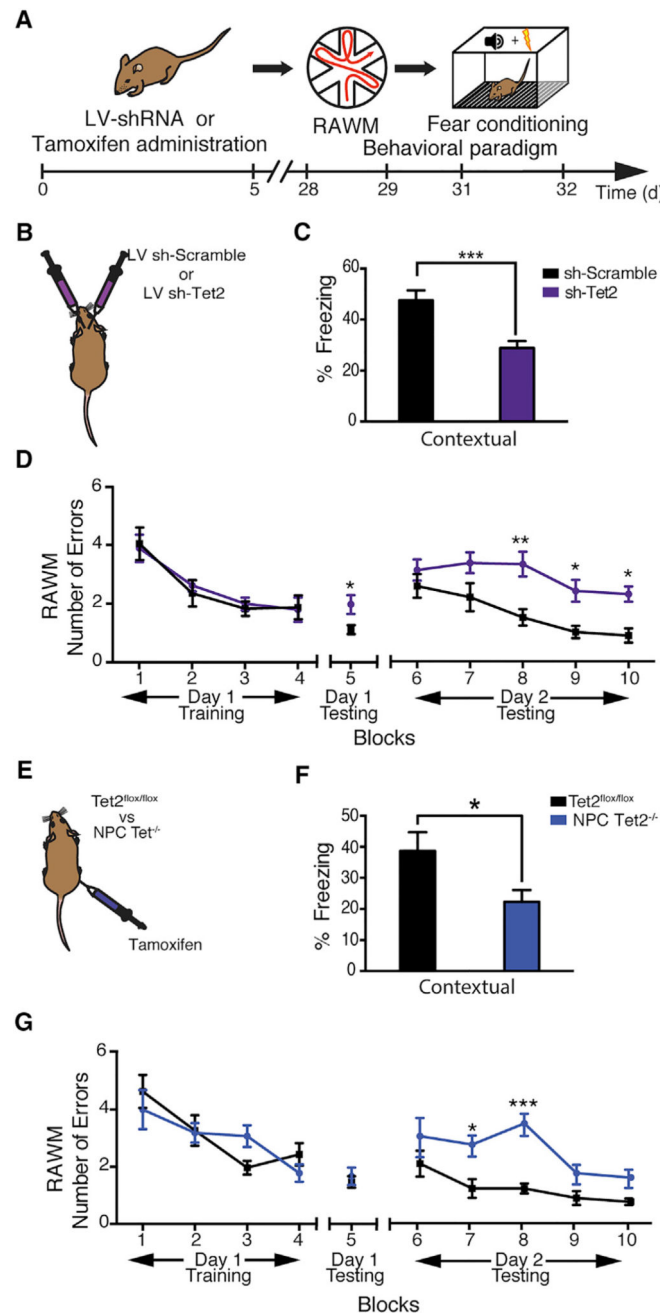 A
LV-shRNA or
Tamoxifen administration
RAWM
Fear conditioning
Behavioral paradigm
+
0 5 28 29 31 32 Time (d)
B
LV sh-Scramble
or
LV sh-Tet2
C
***
sh-Scramble
sh-Tet2
% Freezing
60
40
20
0
Contextual
D
RAWM
Number of Errors
6
4
2
0
* ** * *
1 2 3 4 5 6 7 8 9 10
Day 1 Day 1 Day 2
Training Testing Testing
Blocks
E
Tet2flox/flox
vs
NPC Tet-/-
Tamoxifen
F
*
Tet2flox/flox
NPC Tet2-/-
% Freezing
50
40
30
20
10
0
Contextual
G
RAWM
Number of Errors
6
4
2
0
* ***
1 2 3 4 5 6 7 8 9 10
Day 1 Day 1 Day 2
Training Testing Testing
Blocks